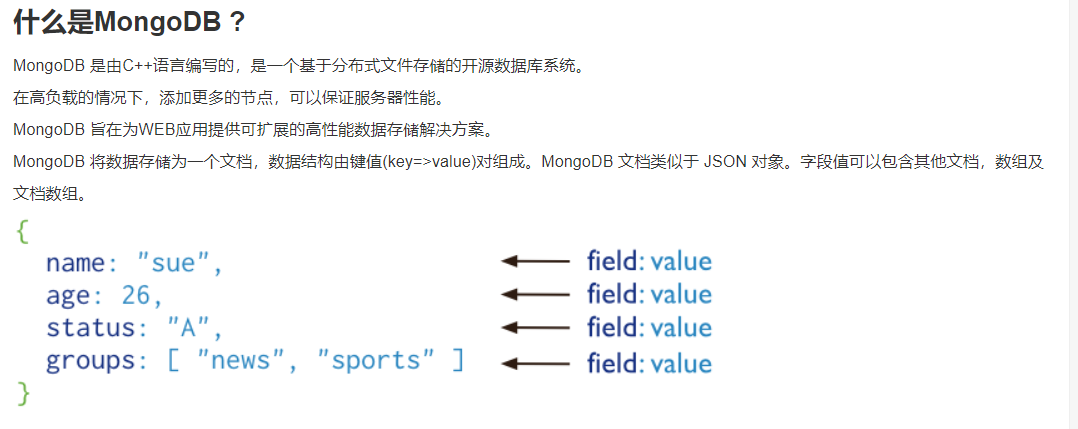 什么是MongoDB ?
MongoDB 是由C++语言编写的，是一个基于分布式文件存储的开源数据库系统。
在高负载的情况下，添加更多的节点，可以保证服务器性能。
MongoDB 旨在为WEB应用提供可扩展的高性能数据存储解决方案。
MongoDB 将数据存储为一个文档，数据结构由键值(key=>value)对组成。MongoDB 文档类似于 JSON 对象。字段值可以包含其他文档，数组及
文档数组。
{
name: "sue", field: value
age: 26, field: value
status: "A", field: value
groups: [ "news", "sports" ] field: value
}